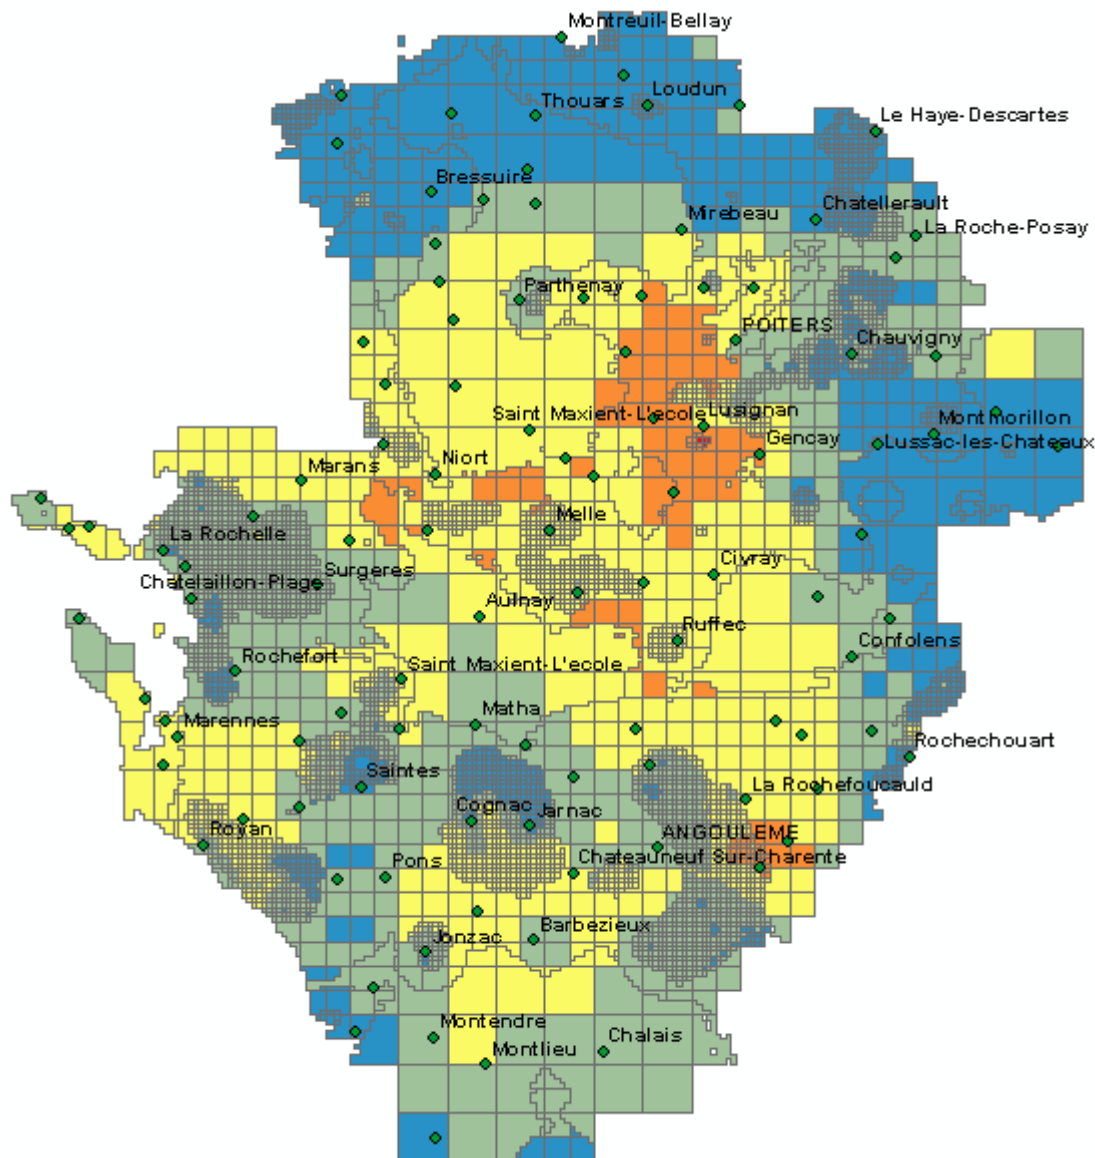 Montreuil-Bellay
Thouars
Loudun
Le Haye-Descartes
Bressuire
Chatellerault
Mirebeau
La Roche-Posay
Parthenay
POITERS
Chauvigny
Saint Maxient-L'ecole
Lusignan
Montmorillon
Gencay
Lussac-les-Chateaux
Marans
Niort
La Rochelle
Melle
Chatelaillon-Plage
Surgeres
Civray
Aulnay
Ruffec
Confolens
Rochefort
Saint Maxient-L'ecole
Marennes
Matha
Rochechouart
Saintes
La Rochefoucauld
Cognac
Jarnac
Royan
ANGOULEME
Pons
Chateauneuf Sur-Charente
Barbezieux
Jonzac
Montendre
Montlieu
Chalais